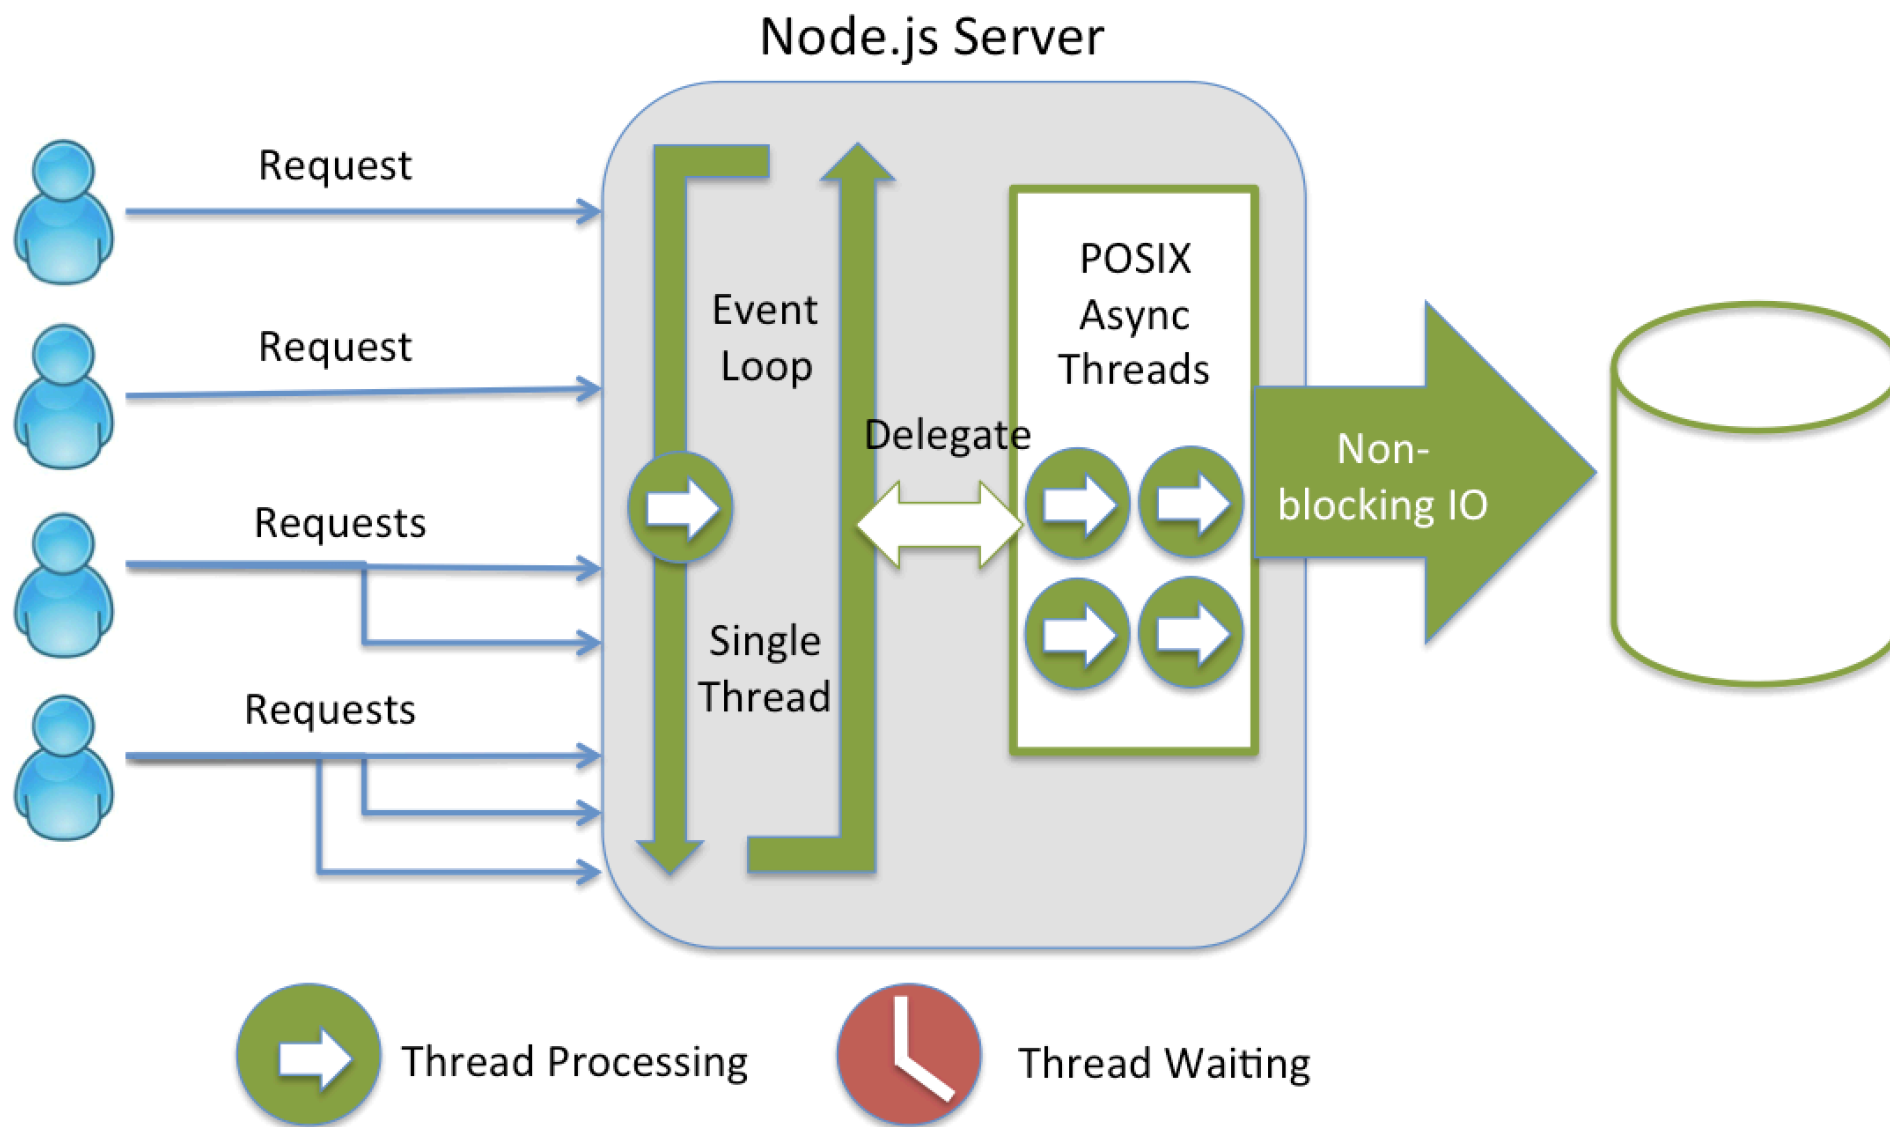 Node.js Server
Request
Request
Requests
Requests
Event
Loop
Single
Thread
Delegate
POSIX
Async
Threads
Non-
blocking IO
Thread Processing
Thread Waiting